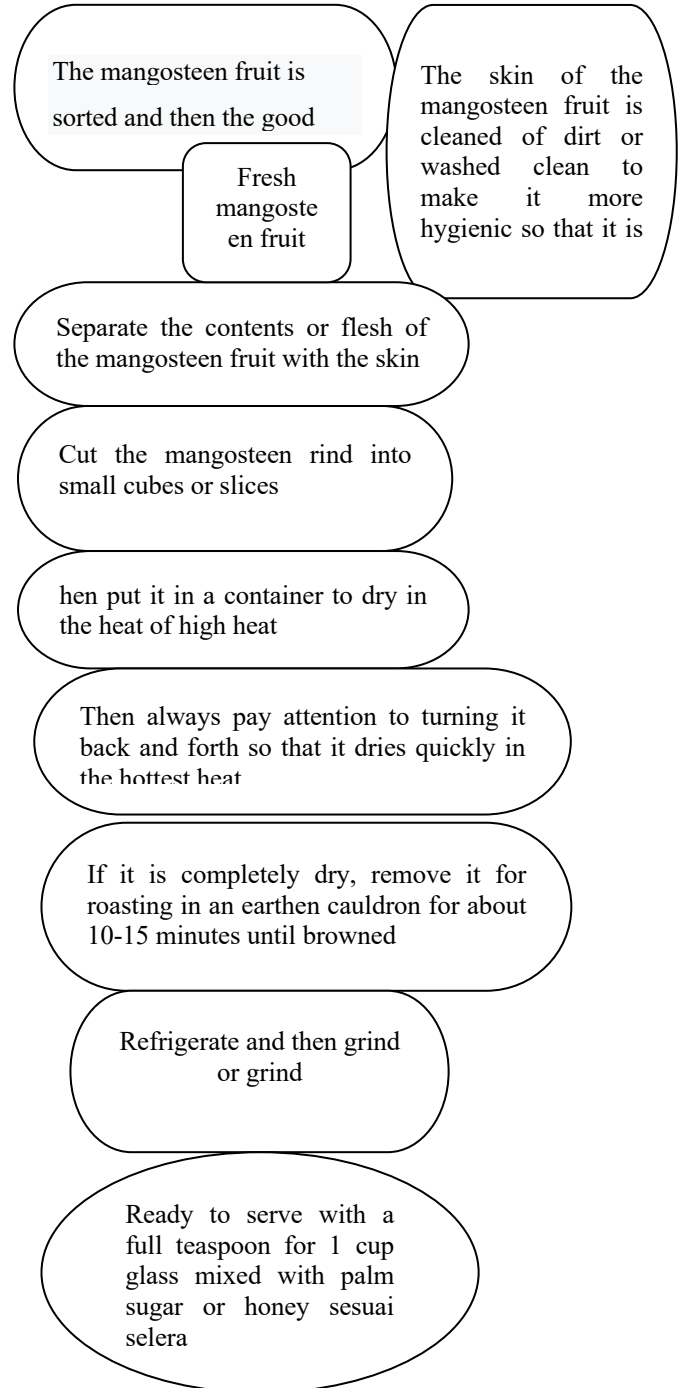 The mangosteen fruit is
sorted and then the good
The skin of the
mangosteen fruit is
cleaned of dirt or
washed clean to
make it more
hygienic so that it is
Fresh
mangoste
en fruit
Separate the contents or flesh of
the mangosteen fruit with the skin
Cut the mangosteen rind into
small cubes or slices
hen put it in a container to dry in
the heat of high heat
Then always pay attention to turning it
back and forth so that it dries quickly in
the hottest heat
If it is completely dry, remove it for
roasting in an earthen cauldron for about
10-15 minutes until browned
Refrigerate and then grind
or grind
Ready to serve with a
full teaspoon for 1 cup
glass mixed with palm
sugar or honey sesuai
selera